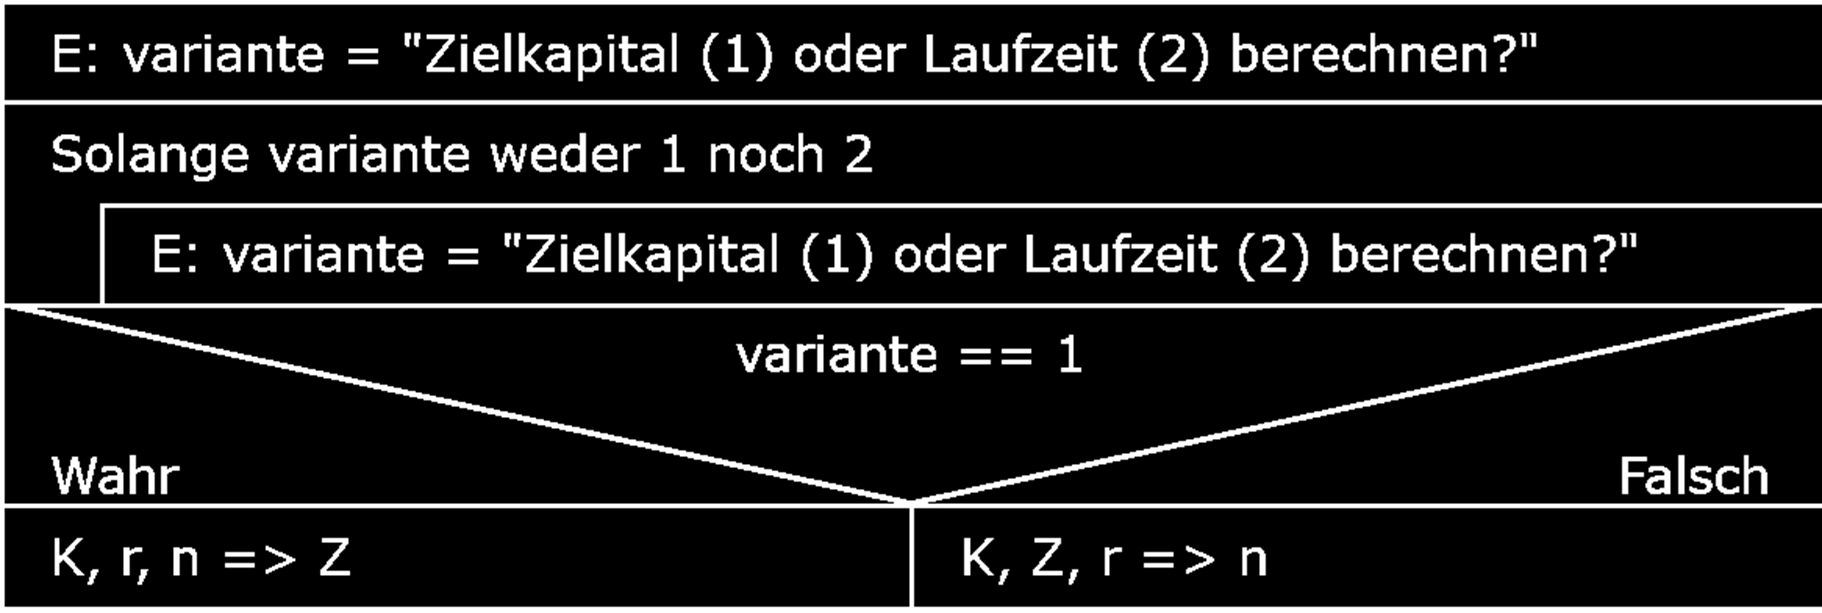 E: variante = "Zielkapital (1) oder Laufzeit (2) berechnen?"
Solange variante weder 1 noch 2
E: variante = "Zielkapital (1) oder Laufzeit (2) berechnen?"
variante == 1
Wahr
Falsch
K, r, n => Z
K, Z, r => n